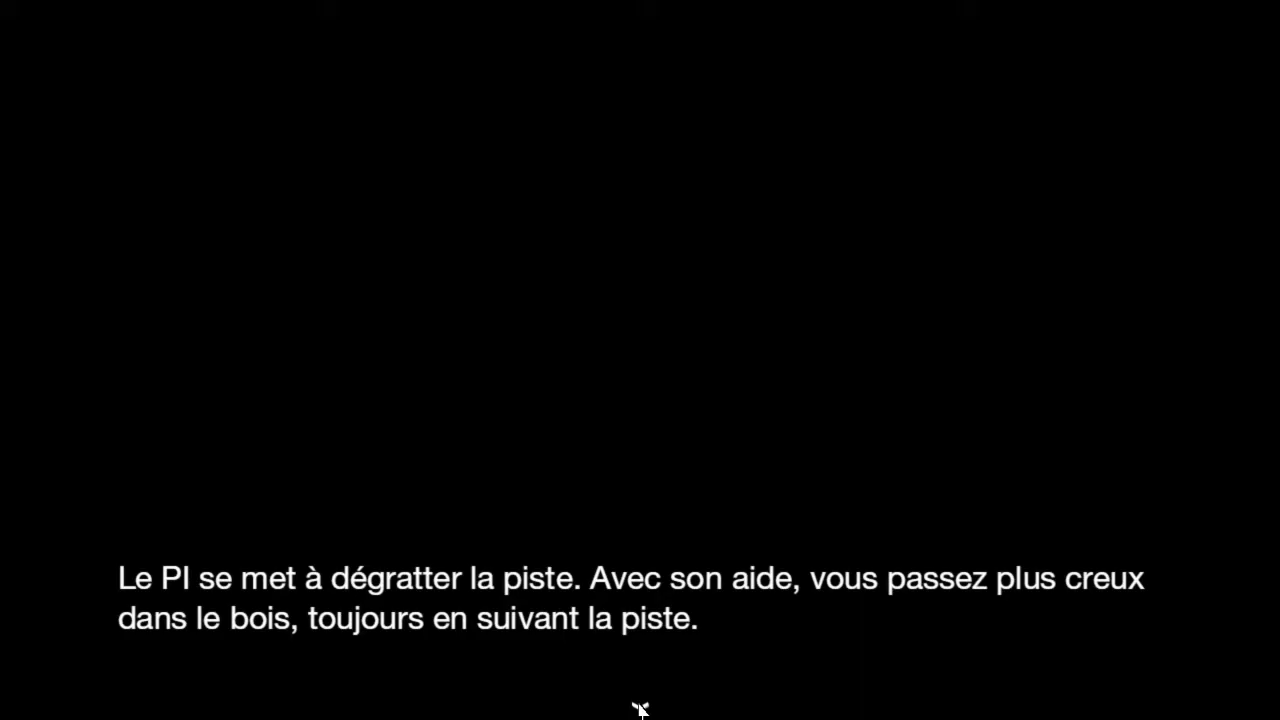 Le PI se met à dégratter la piste. Avec son aide, vous passez plus creux
dans le bois, toujours en suivant la piste.